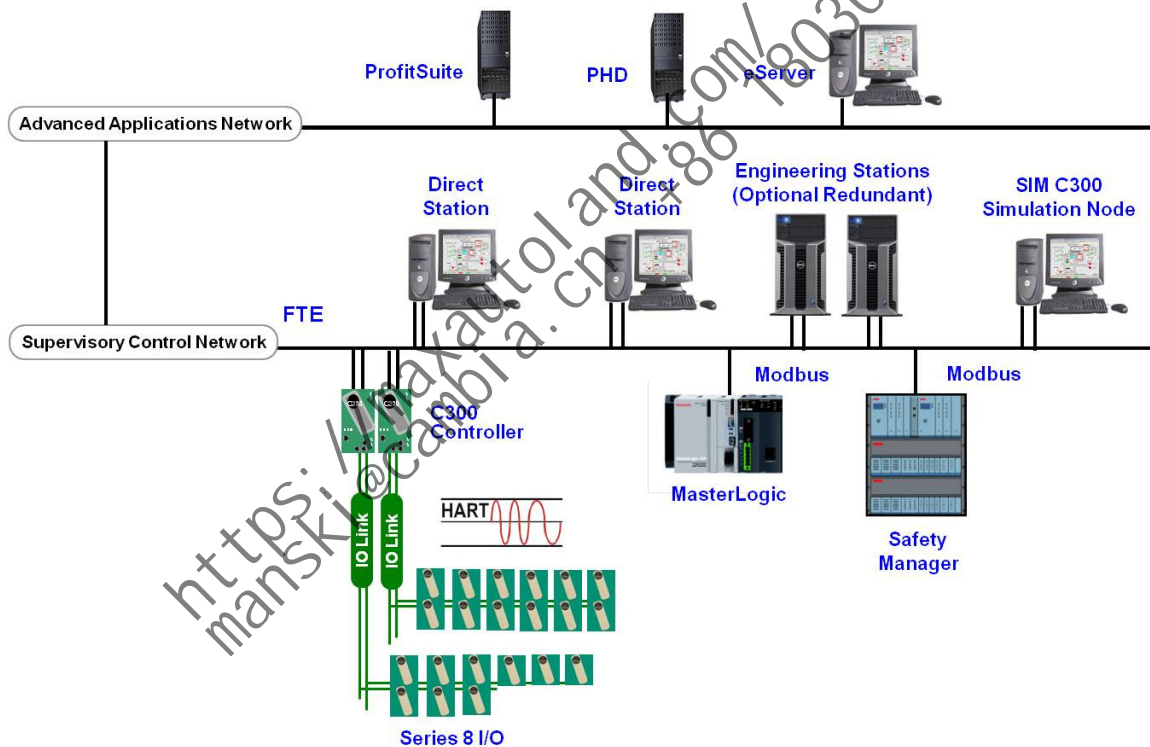 ProfitSuite
PHD
eServer
Advanced Applications Network
Direct
Station
Direct
Station
Engineering Stations
(Optional Redundant)
SIM C300
Simulation Node
FTE
Supervisory Control Network
Modbus
Modbus
C300
Controller
MasterLogic
Safety
Manager
IO Link
IO Link
HART
Series 8 I/O
https://maxautoland.com/
manski@cambia.cn +86 18030